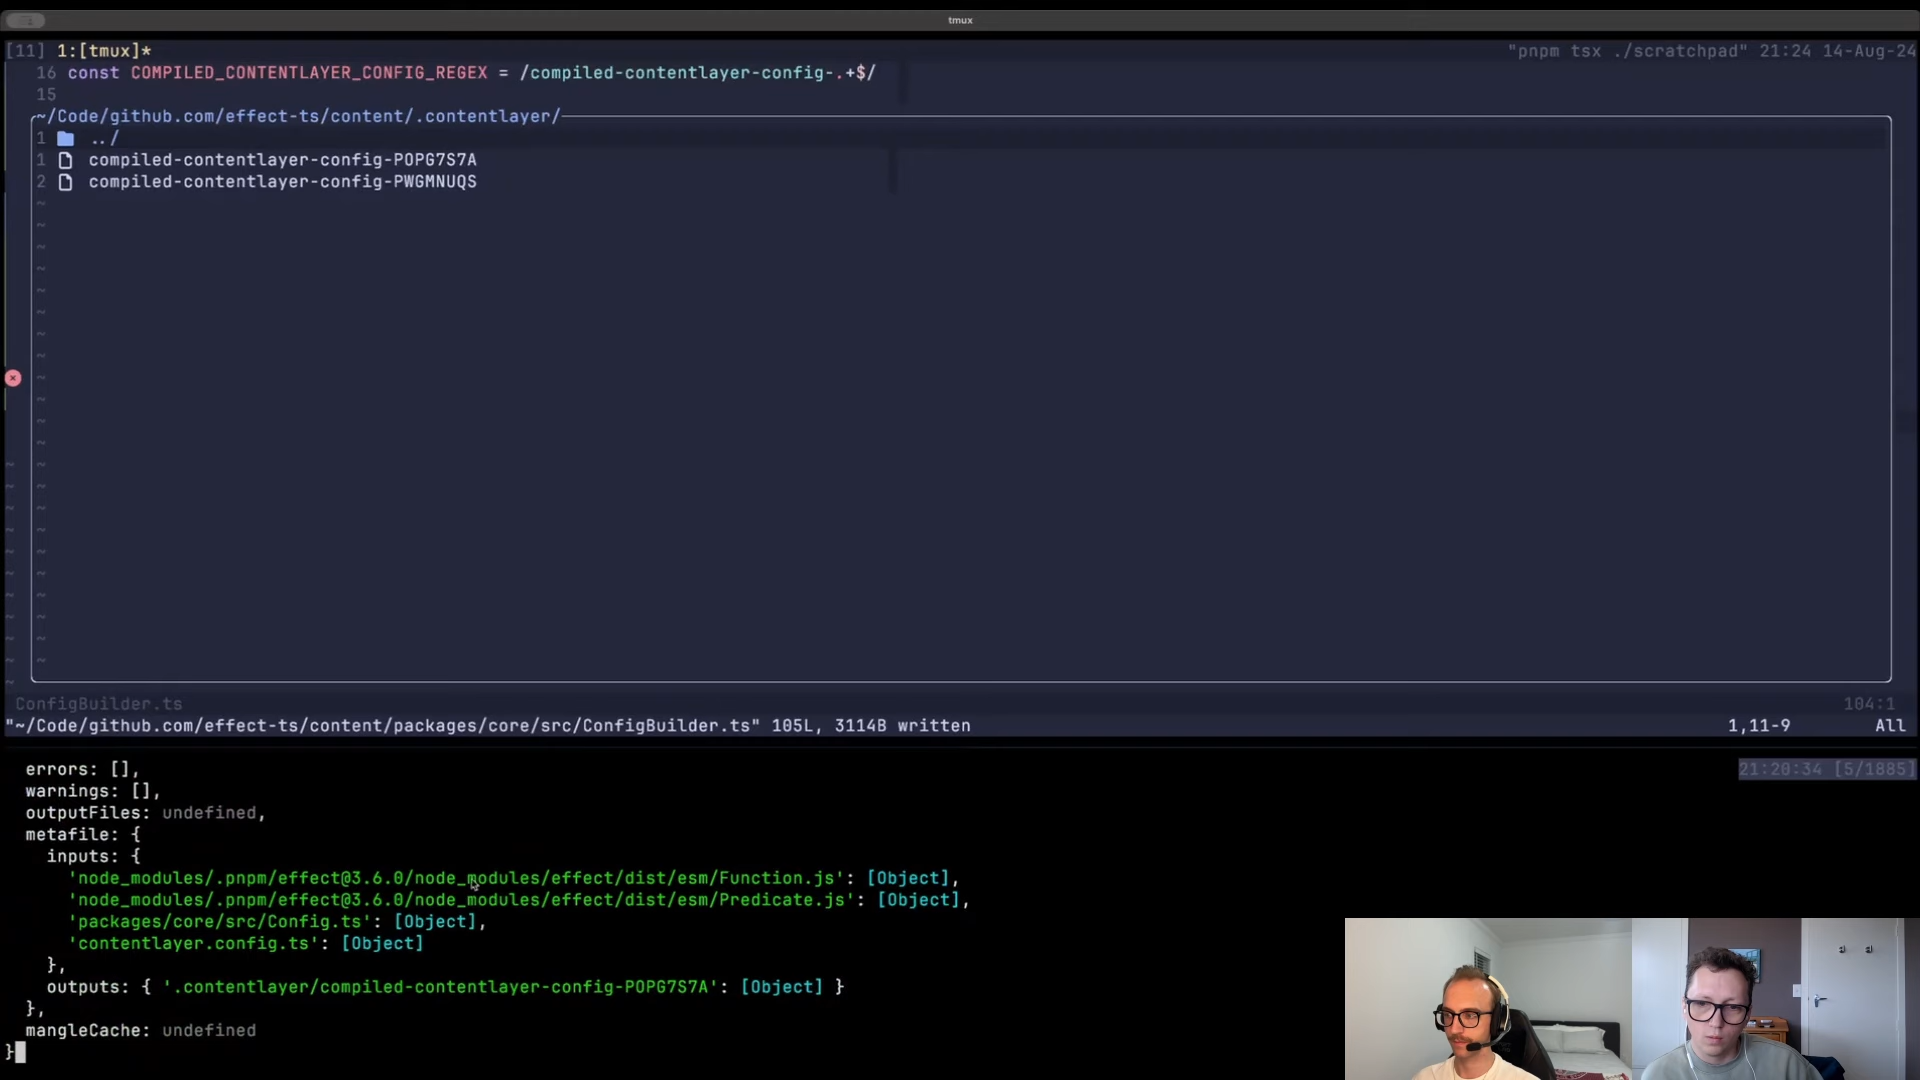 tmux
[11] 1:[tmux]* "pnpm tsx ./scratchpad" 21:24 14-Aug-24
16 const COMPILED_CONTENTLAYER_CONFIG_REGEX = /compiled-contentlayer-config-.+$/
15
~/Code/github.com/effect-ts/content/.contentlayer/
1 ../
1 compiled-contentlayer-config-POPG7S7A
2 compiled-contentlayer-config-PWGMNUQS
ConfigBuilder.ts 104:1
"~/Code/github.com/effect-ts/content/packages/core/src/ConfigBuilder.ts" 105L, 3114B written 1,11-9 All
errors: [], 21:20:34 [5/1885]
warnings: [],
outputFiles: undefined,
metafile: {
inputs: {
'node_modules/.pnpm/effect@3.6.0/node_modules/effect/dist/esm/Function.js': [Object],
'node_modules/.pnpm/effect@3.6.0/node_modules/effect/dist/esm/Predicate.js': [Object],
'packages/core/src/Config.ts': [Object],
'contentlayer.config.ts': [Object]
},
outputs: { '.contentlayer/compiled-contentlayer-config-POPG7S7A': [Object] }
},
mangleCache: undefined
}